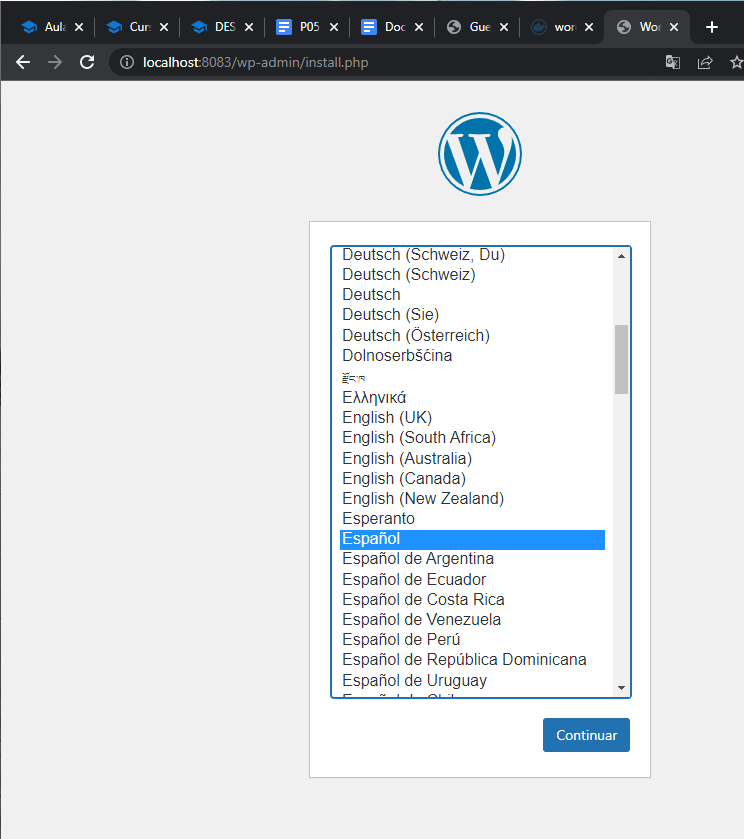 Aula
Curs
DES
P05
Doc
Gue
wor
Wor
localhost:8083/wp-admin/install.php
Deutsch (Schweiz, Du)
Deutsch (Schweiz)
Deutsch
Deutsch (Sie)
Deutsch (Österreich)
Dolnoserbšćina
རྫོང་ཁ
Ελληνικά
English (UK)
English (South Africa)
English (Australia)
English (Canada)
English (New Zealand)
Esperanto
Español
Español de Argentina
Español de Ecuador
Español de Costa Rica
Español de Venezuela
Español de Perú
Español de República Dominicana
Español de Uruguay
Continuar